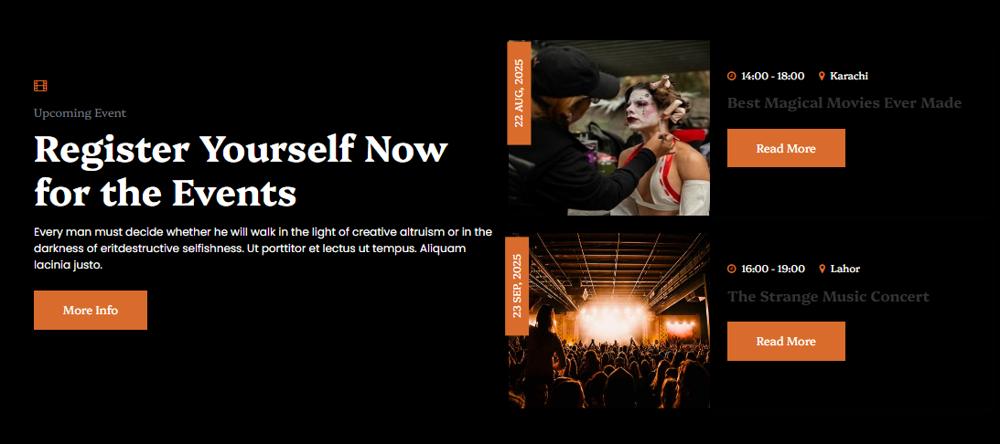 Upcoming Event
Register Yourself Now
for the Events
Every man must decide whether he will walk in the light of creative altruism or in the
darkness of eritdestructive selfishness. Ut porttitor et lectus ut tempus. Aliquam
lacinia justo.
More Info
22 AUG, 2025
14:00 - 18:00 Karachi
Best Magical Movies Ever Made
Read More
23 SEP, 2025
16:00 - 19:00 Lahor
The Strange Music Concert
Read More